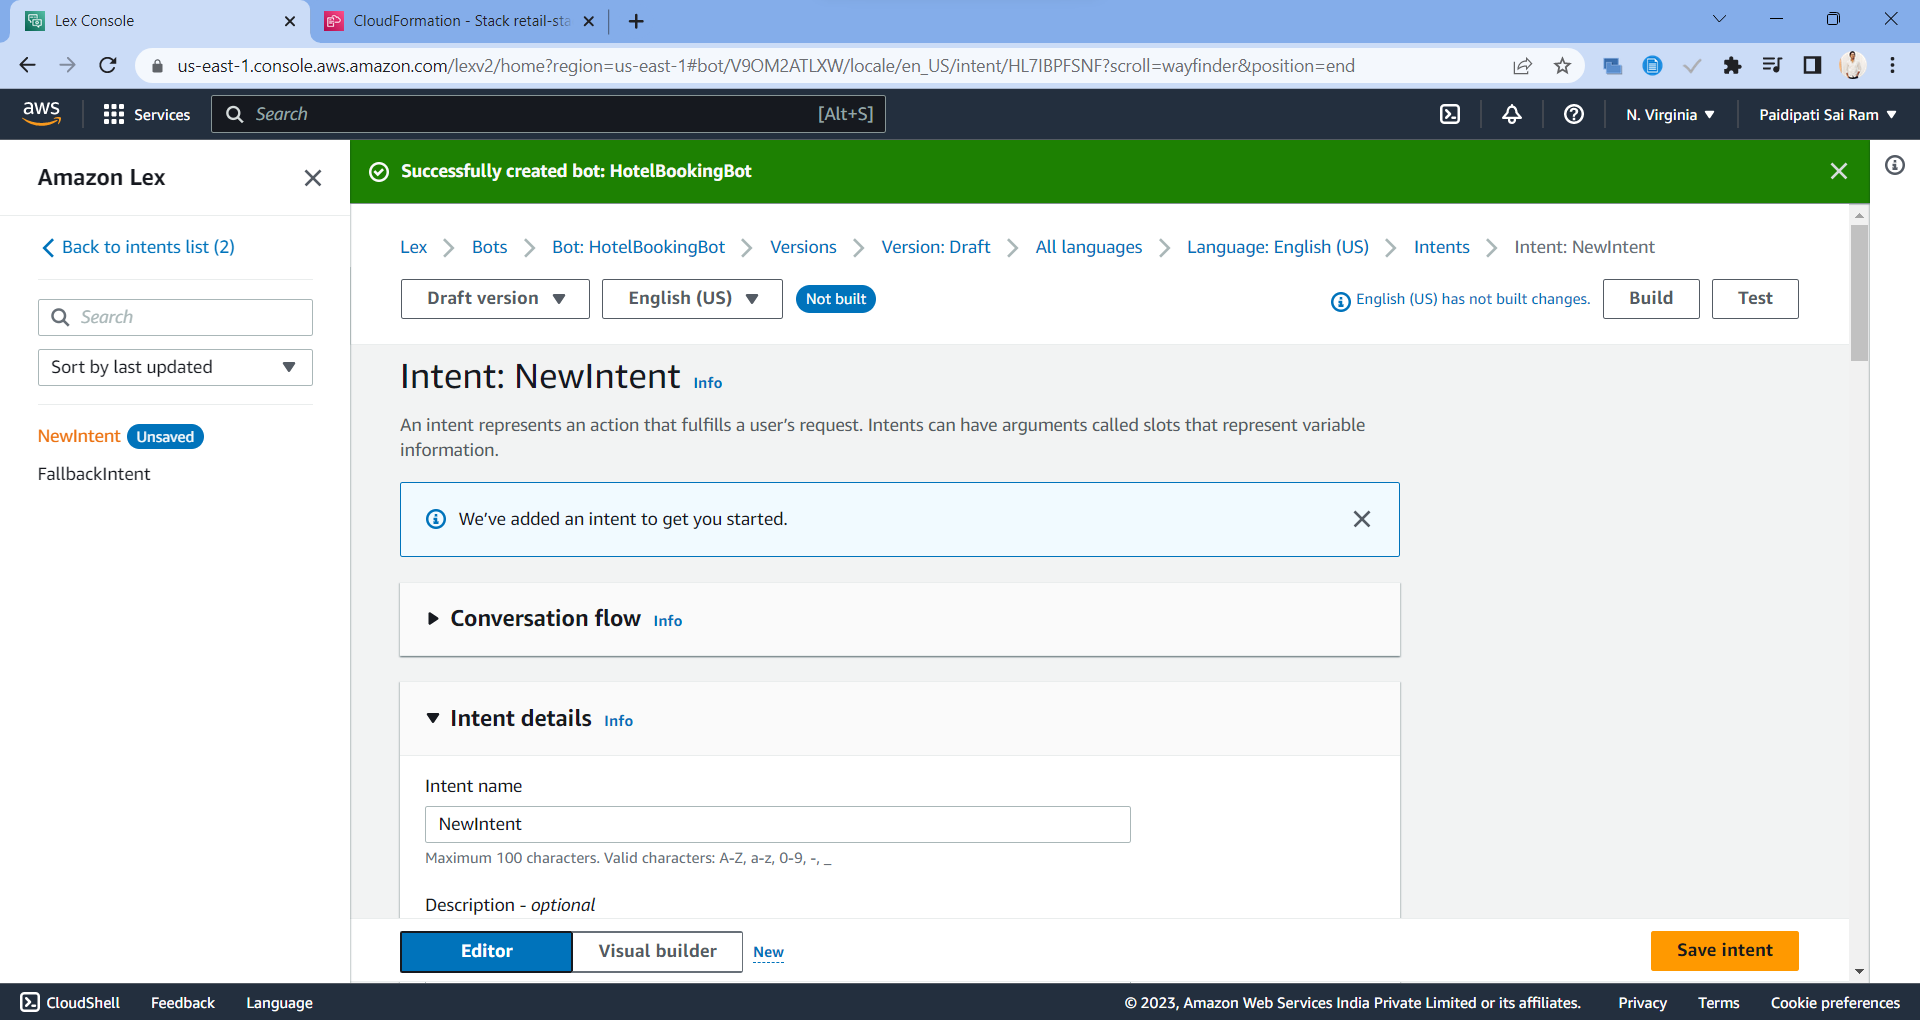 Lex Console
CloudFormation - Stack retail-sta
us-east-1.console.aws.amazon.com/lexv2/home?region=us-east-1#bot/V9OM2ATLXW/locale/en_US/intent/HL7IBPFSNF?scroll=wayfinder&position=end
aws
Services
Search
[Alt+S]
N. Virginia
Paidipati Sai Ram
Amazon Lex
Back to intents list (2)
Search
Sort by last updated
NewIntent Unsaved
FallbackIntent
Successfully created bot: HotelBookingBot
Lex Bots Bot: HotelBookingBot Versions Version: Draft All languages Language: English (US) Intents Intent: NewIntent
Draft version English (US) Not built English (US) has not built changes. Build Test
Intent: NewIntent Info
An intent represents an action that fulfills a user’s request. Intents can have arguments called slots that represent variable
information.
We’ve added an intent to get you started.
Conversation flow Info
Intent details Info
Intent name
NewIntent
Maximum 100 characters. Valid characters: A-Z, a-z, 0-9, -, _
Description - optional
Editor Visual builder New Save intent
CloudShell Feedback Language © 2023, Amazon Web Services India Private Limited or its affiliates. Privacy Terms Cookie preferences